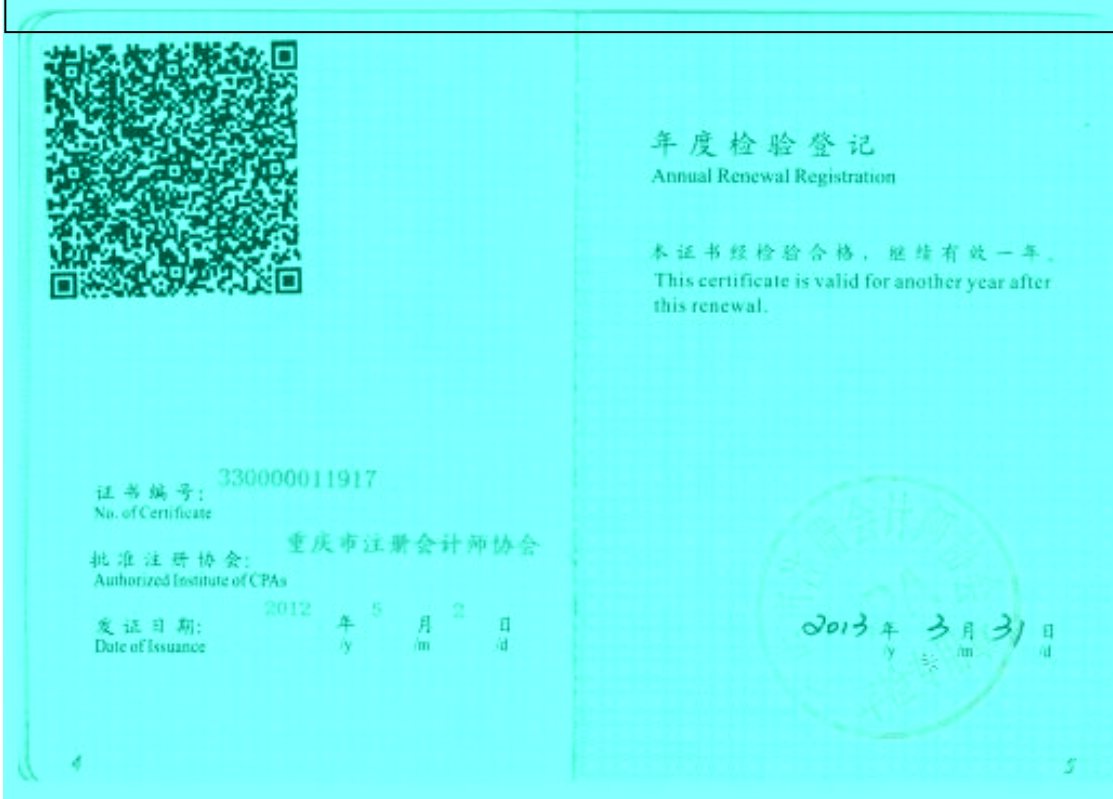 证书编号: 330000011917
No. of Certificate
批准注册协会: 重庆市注册会计师协会
Authorized Institute of CPAs
发证日期: 2012 年 5 月 2 日
Date of Issuance /y /m /d
4
年度检验登记
Annual Renewal Registration
本证书经检验合格，继续有效一年。
This certificate is valid for another year after
this renewal.
2013 年 3 月 31 日
/y /m /d
5